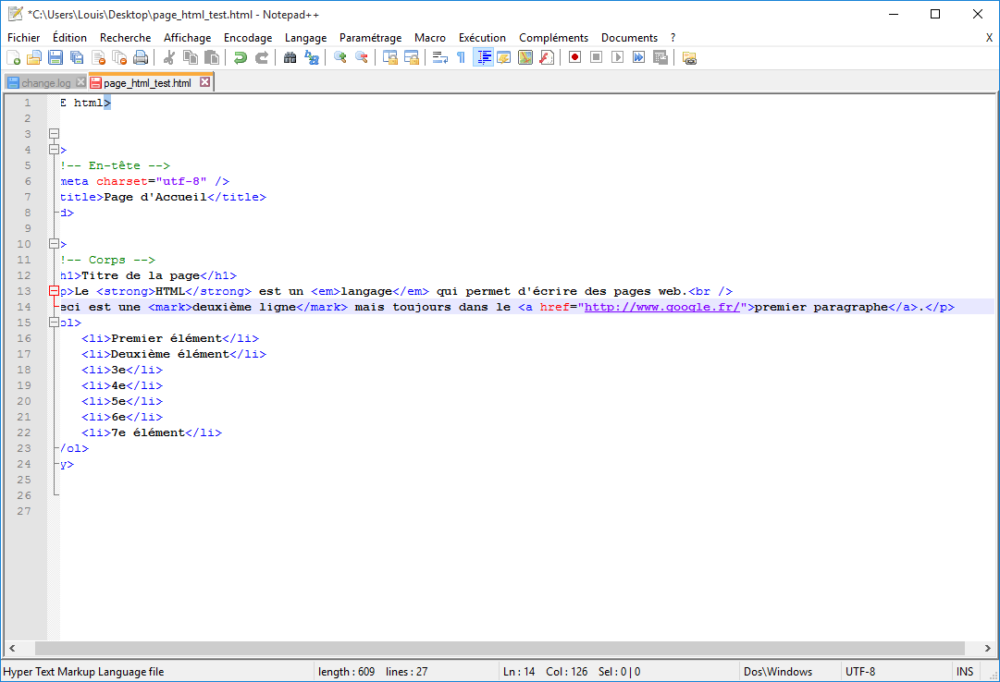 *C:\Users\Louis\Desktop\page_html_test.html - Notepad++
Fichier Édition Recherche Affichage Encodage Langage Paramétrage Macro Exécution Compléments Documents ? X
change.log page_html_test.html
1 E html>
2
3
4 >
5 !-- En-tête -->
6 meta charset="utf-8" />
7 title>Page d'Accueil</title>
8 d>
9
10 >
11 !-- Corps -->
12 h1>Titre de la page</h1>
13 p>Le <strong>HTML</strong> est un <em>langage</em> qui permet d'écrire des pages web.<br />
14 eci est une <mark>deuxième ligne</mark> mais toujours dans le <a href="http://www.google.fr/">premier paragraphe</a>.</p>
15 ol>
16 <li>Premier élément</li>
17 <li>Deuxième élément</li>
18 <li>3e</li>
19 <li>4e</li>
20 <li>5e</li>
21 <li>6e</li>
22 <li>7e élément</li>
23 /ol>
24 y>
25
26
27
Hyper Text Markup Language file length : 609 lines : 27 Ln : 14 Col : 126 Sel : 0 | 0 Dos\Windows UTF-8 INS